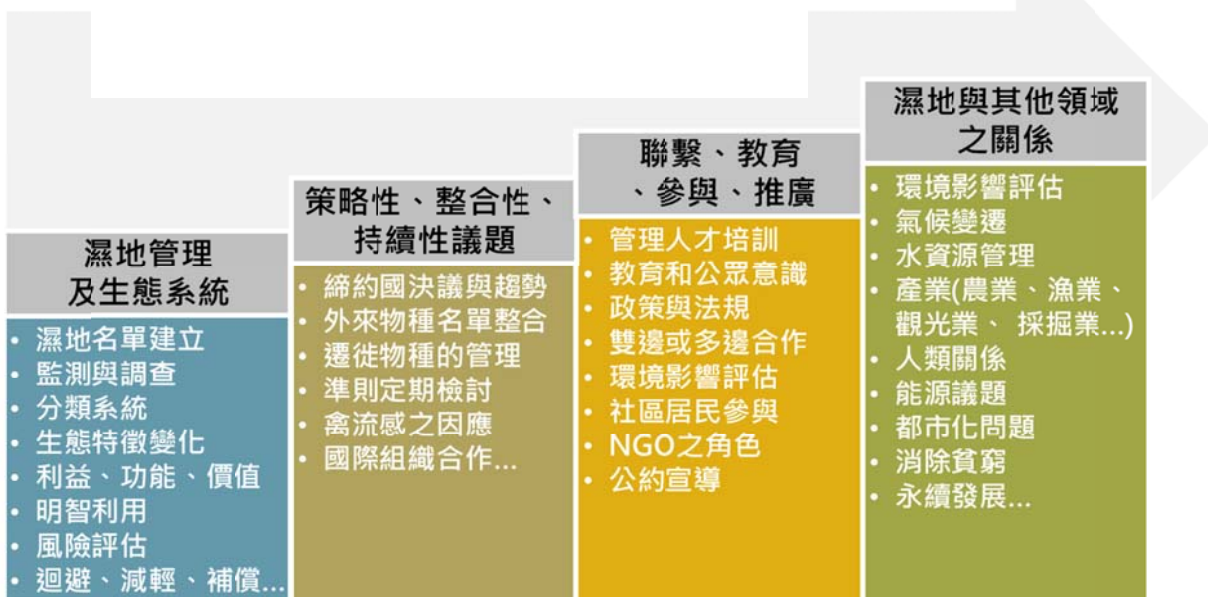 濕地管理
及生態系統
• 濕地名單建立
• 監測與調查
• 分類系統
• 生態特徵變化
• 利益、功能、價值
• 明智利用
• 風險評估
• 迴避、減輕、補償...
策略性、整合性、
持續性議題
• 締約國決議與趨勢
• 外來物種名單整合
• 遷徙物種的管理
• 準則定期檢討
• 禽流感之因應
• 國際組織合作...
聯繫、教育
、參與、推廣
• 管理人才培訓
• 教育和公眾意識
• 政策與法規
• 雙邊或多邊合作
• 環境影響評估
• 社區居民參與
• NGO之角色
• 公約宣導
濕地與其他領域
之關係
• 環境影響評估
• 氣候變遷
• 水資源管理
• 產業(農業、漁業、
觀光業、 採掘業...)
• 人類關係
• 能源議題
• 都市化問題
• 消除貧窮
• 永續發展...